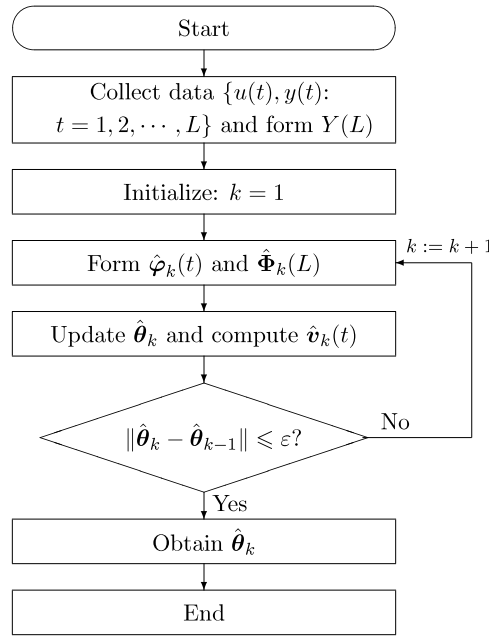 Start
Collect data {u(t), y(t):
t = 1, 2, ⋯ , L} and form Y(L)
Initialize: k = 1
k := k + 1
Form φ̂ₖ(t) and Φ̂ₖ(L)
Update θ̂ₖ and compute v̂ₖ(t)
‖θ̂ₖ − θ̂ₖ₋₁‖ ⩽ ε?
No
Yes
Obtain θ̂ₖ
End